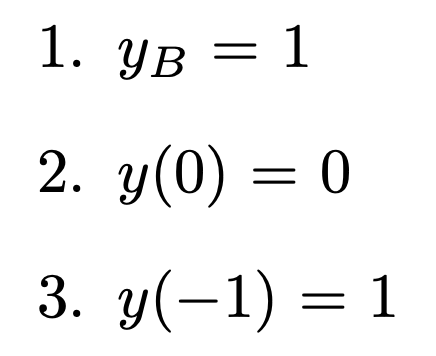 1. $y_B = 1$
2. $y(0) = 0$
3. $y(-1) = 1$